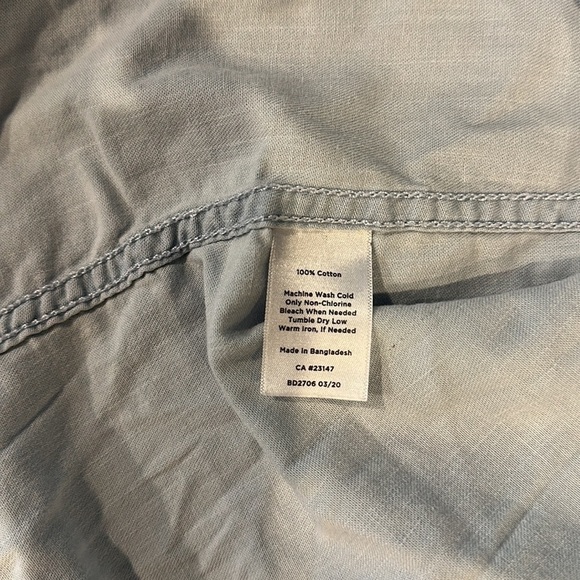 100% Cotton
Machine Wash Cold
Only Non-Chlorine
Bleach When Needed
Tumble Dry Low
Warm Iron, If Needed
Made in Bangladesh
CA #23147
BD2706 03/20